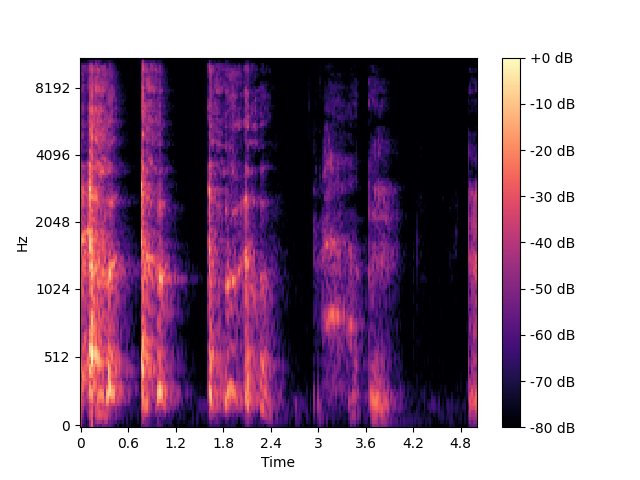 +0 dB
8192
-10 dB
4096
-20 dB
-30 dB
2048
Hz
-40 dB
1024
-50 dB
512
-60 dB
-70 dB
0
-80 dB
0 0.6 1.2 1.8 2.4 3 3.6 4.2 4.8
Time